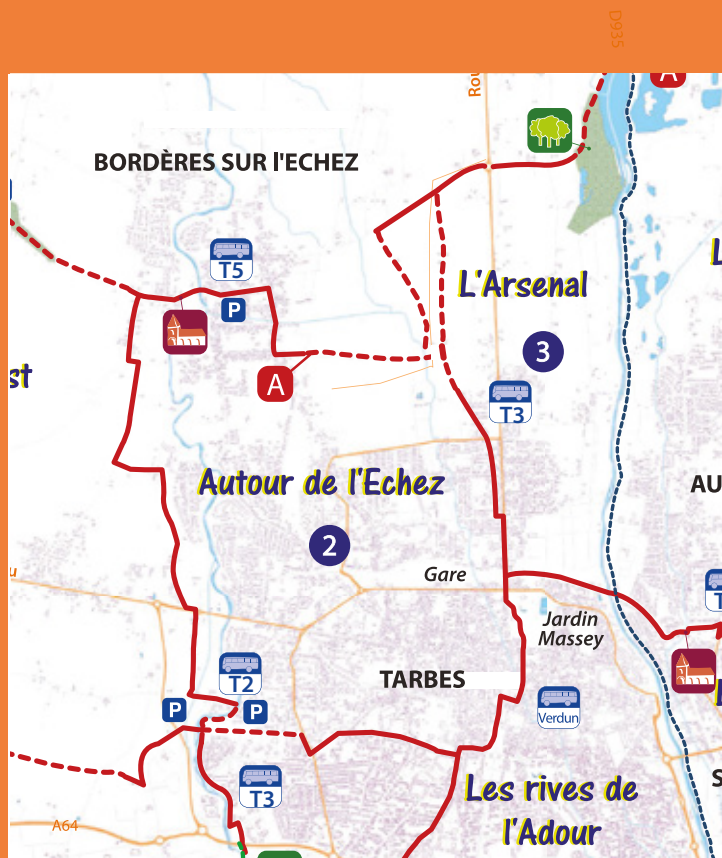 D935
Rou
A
BORDÈRES SUR l'ECHEZ
T5
P
L'Arsenal
3
A
st
T3
Autour de l'Echez
2
AU
Gare
T
Jardin
Massey
T2
TARBES
P
P
Verdun
T3
Les rives de
l'Adour
A64
S
L